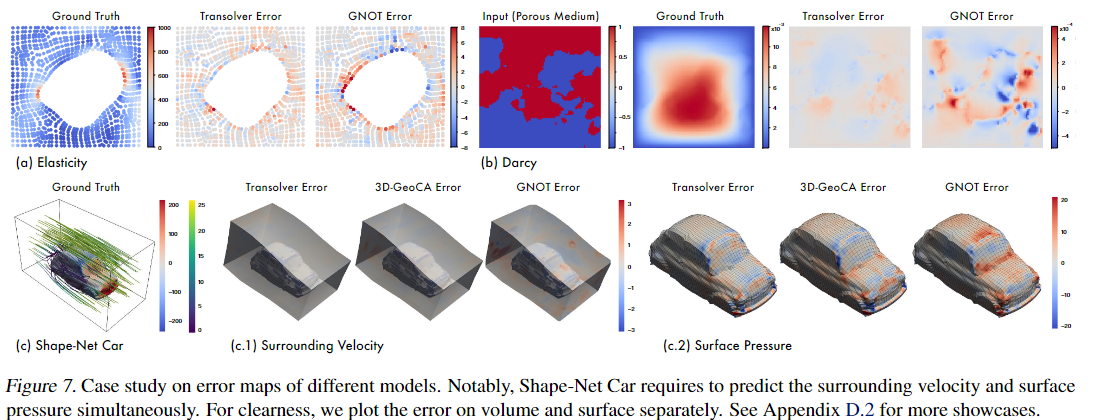 Ground Truth Transolver Error GNOT Error Input (Porous Medium) Ground Truth Transolver Error GNOT Error
1000 800 600 400 200 0
8 6 4 2 0 −2 −4 −6 −8
1 0.5 0 −0.5 −1
x10 −3 8 6 4 2
x10 −4 4 2 0 −2 −4
(a) Elasticity (b) Darcy
Ground Truth Transolver Error 3D-GeoCA Error GNOT Error Transolver Error 3D-GeoCA Error GNOT Error
200 100 0 −100 −200
25 20 15 10 5 0
3 2 1 0 −1 −2 −3
20 10 0 −10 −20
(c) Shape-Net Car (c.1) Surrounding Velocity (c.2) Surface Pressure
Figure 7. Case study on error maps of different models. Notably, Shape-Net Car requires to predict the surrounding velocity and surface
pressure simultaneously. For clearness, we plot the error on volume and surface separately. See Appendix D.2 for more showcases.